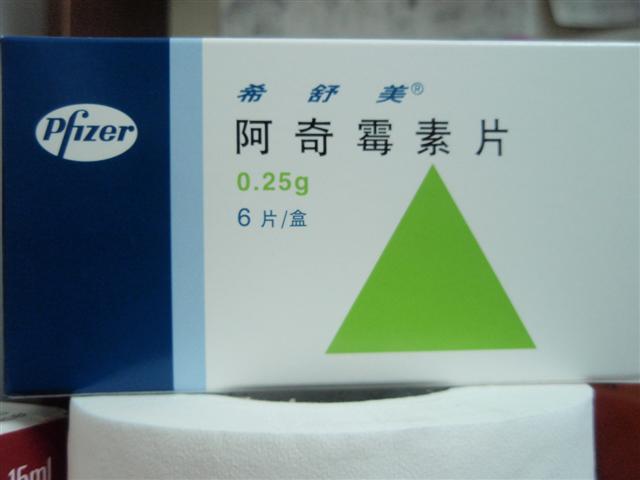 Pfizer
希舒美®
阿奇霉素片
0.25g
6片/盒
15ml